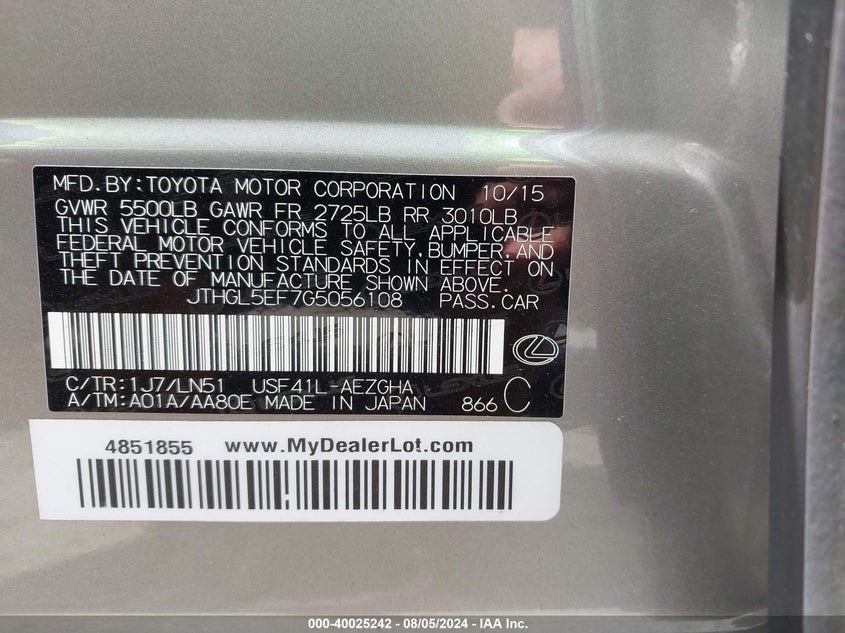 MFD.BY:TOYOTA MOTOR CORPORATION 10/15
GVWR 5500LB GAWR FR 2725LB RR 3010LB
THIS VEHICLE CONFORMS TO ALL APPLICABLE
FEDERAL MOTOR VEHICLE SAFETY,BUMPER,AND
THEFT PREVENTION STANDARDS IN EFFECT ON
THE DATE OF MANUFACTURE SHOWN ABOVE.
JTHGL5EF7G5056108 PASS.CAR
C/TR:1J7/LN51 USF41L-AEZGHA
A/TM:A01A/AA80E MADE IN JAPAN 866 C
4851855 www.MyDealerLot.com
000-40025242 - 08/05/2024 - IAA Inc.